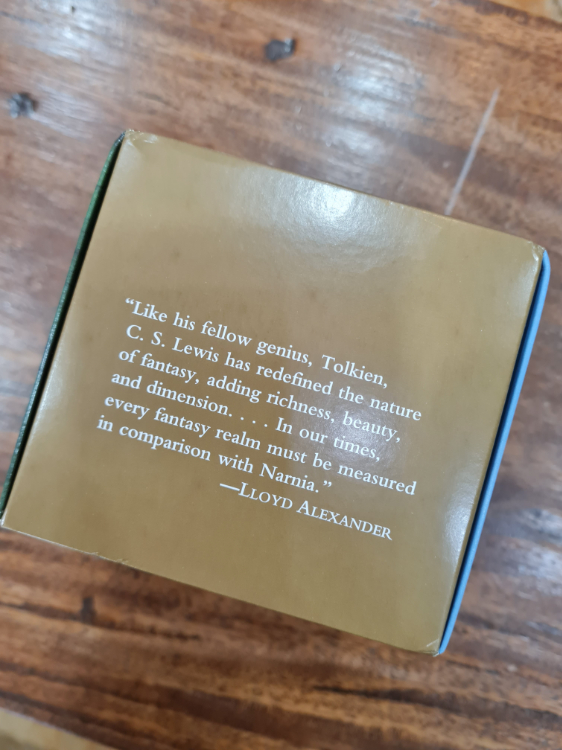 “Like his fellow genius, Tolkien,
C. S. Lewis has redefined the nature
of fantasy, adding richness, beauty,
and dimension. . . . In our times,
every fantasy realm must be measured
in comparison with Narnia.”
—LLOYD ALEXANDER